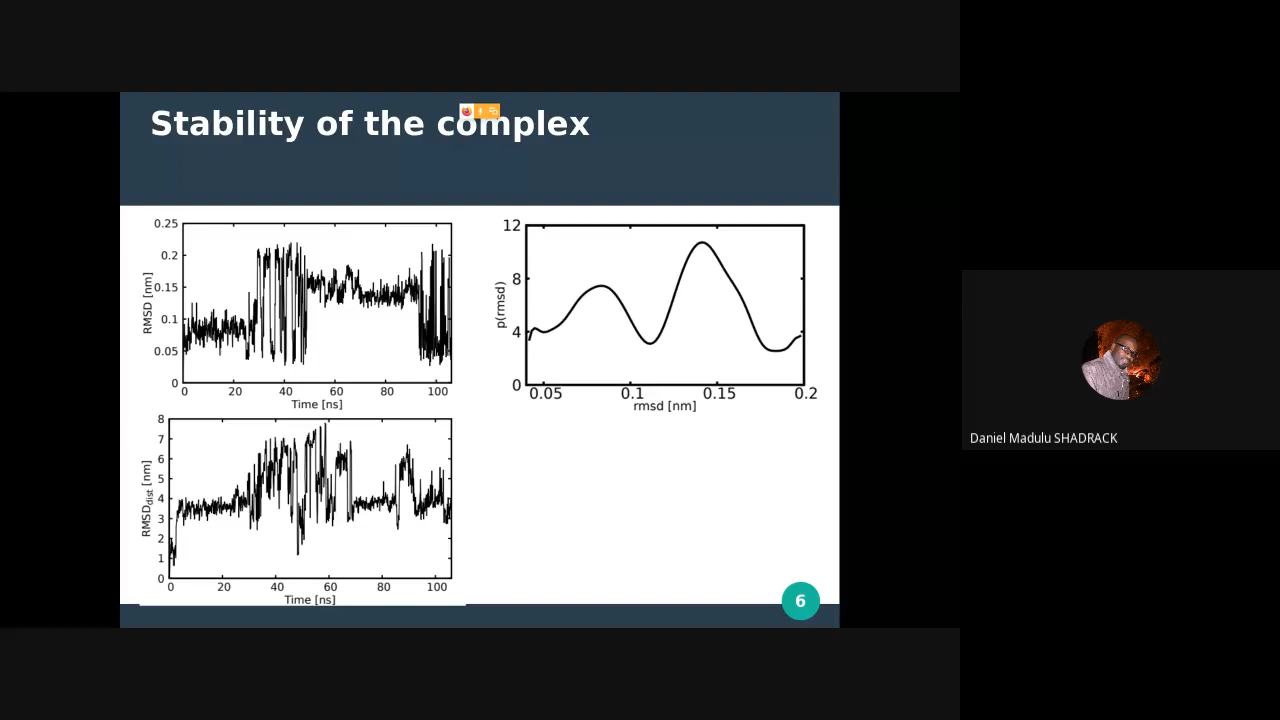 Stability of the complex
0.25
0.2
0.15
0.1
0.05
0
RMSD [nm]
0 20 40 60 80 100
Time [ns]
12
8
4
0
p(rmsd)
0.05 0.1 0.15 0.2
rmsd [nm]
8
7
6
5
4
3
2
1
0
RMSD_dist [nm]
0 20 40 60 80 100
Time [ns]
6
Daniel Madulu SHADRACK